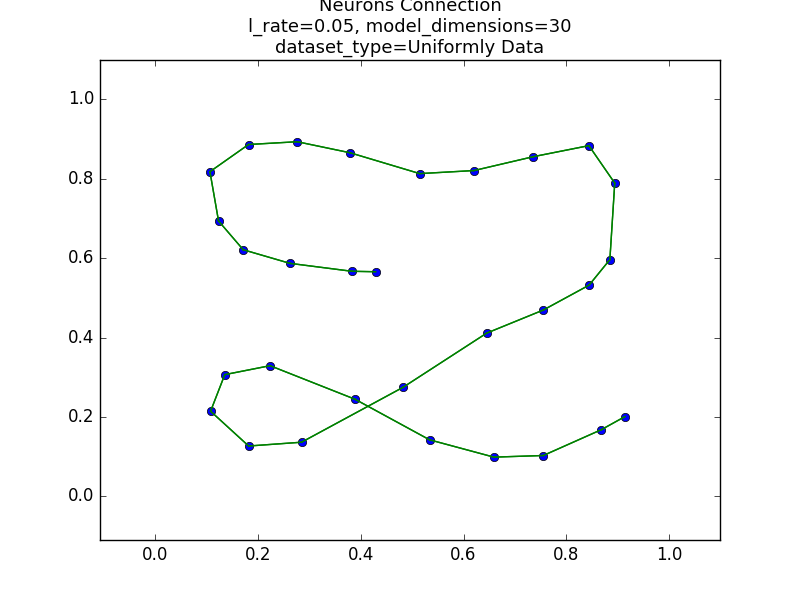 Neurons Connection
l_rate=0.05, model_dimensions=30
dataset_type=Uniformly Data
1.0
0.8
0.6
0.4
0.2
0.0
0.0 0.2 0.4 0.6 0.8 1.0